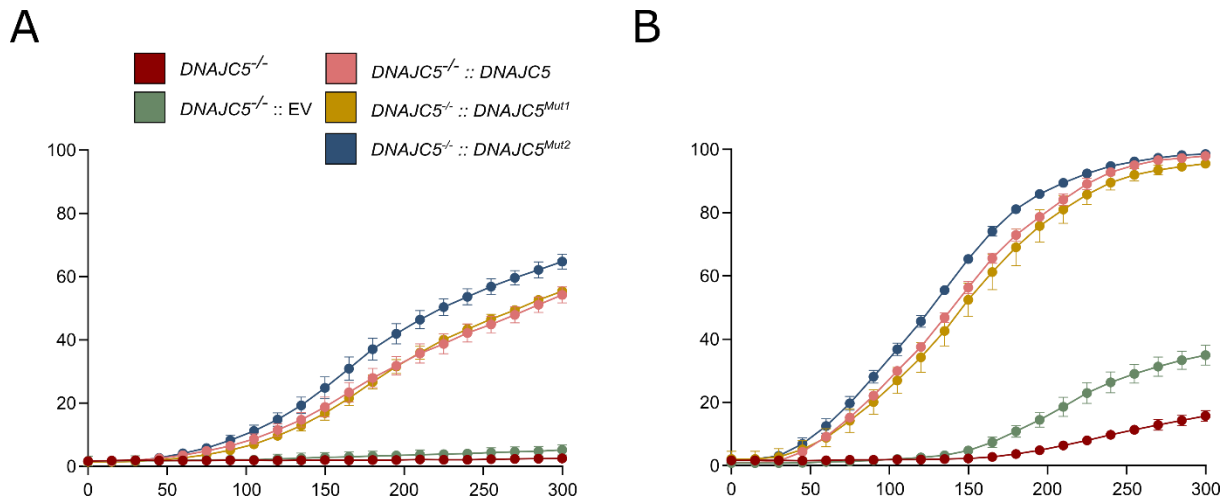 A
B
DNAJC5-/-
DNAJC5-/- :: DNAJC5
DNAJC5-/- :: EV
DNAJC5-/- :: DNAJC5Mut1
DNAJC5-/- :: DNAJC5Mut2
100
80
60
40
20
0
0 50 100 150 200 250 300
100
80
60
40
20
0
0 50 100 150 200 250 300